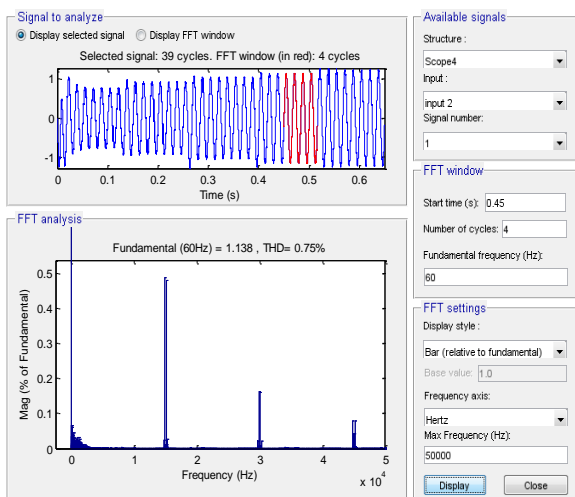 Signal to analyze
Display selected signal Display FFT window
Selected signal: 39 cycles. FFT window (in red): 4 cycles
1
0
-1
0 0.1 0.2 0.3 0.4 0.5 0.6
Time (s)
FFT analysis
Fundamental (60Hz) = 1.138 , THD= 0.75%
Mag (% of Fundamental)
0.5
0.4
0.3
0.2
0.1
0
0 1 2 3 4 5
Frequency (Hz)
x 10^4
Available signals
Structure :
Scope4
Input :
input 2
Signal number:
1
FFT window
Start time (s): 0.45
Number of cycles: 4
Fundamental frequency (Hz):
60
FFT settings
Display style :
Bar (relative to fundamental)
Base value: 1.0
Frequency axis:
Hertz
Max Frequency (Hz):
50000
Display Close